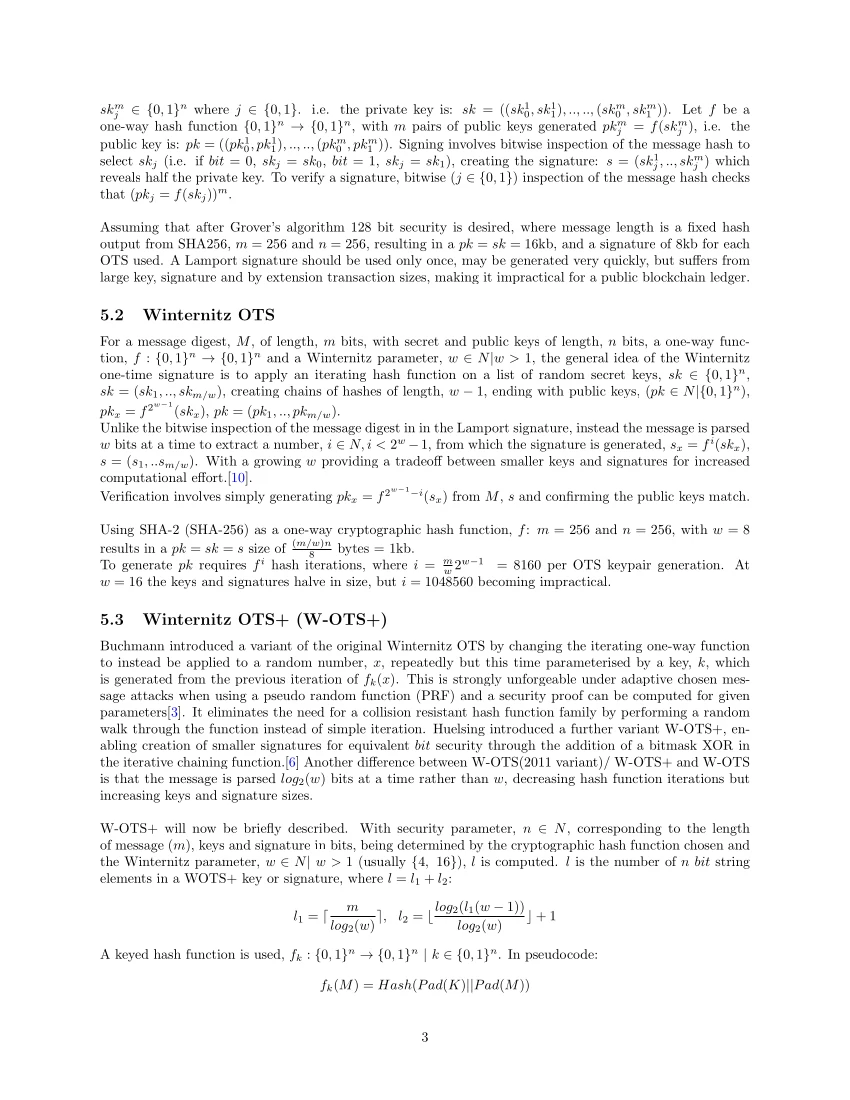 sk_j^m ∈ {0, 1}^n where j ∈ {0, 1}. i.e. the private key is: sk = ((sk_0^1, sk_1^1), .., .., (sk_0^m, sk_1^m)). Let f be a
one-way hash function {0, 1}^n → {0, 1}^n, with m pairs of public keys generated pk_j^m = f(sk_j^m), i.e. the
public key is: pk = ((pk_0^1, pk_1^1), .., .., (pk_0^m, pk_1^m)). Signing involves bitwise inspection of the message hash to
select sk_j (i.e. if bit = 0, sk_j = sk_0, bit = 1, sk_j = sk_1), creating the signature: s = (sk_j^1, .., sk_j^m) which
reveals half the private key. To verify a signature, bitwise (j ∈ {0, 1}) inspection of the message hash checks
that (pk_j = f(sk_j))^m.
Assuming that after Grover's algorithm 128 bit security is desired, where message length is a fixed hash
output from SHA256, m = 256 and n = 256, resulting in a pk = sk = 16kb, and a signature of 8kb for each
OTS used. A Lamport signature should be used only once, may be generated very quickly, but suffers from
large key, signature and by extension transaction sizes, making it impractical for a public blockchain ledger.
5.2 Winternitz OTS
For a message digest, M, of length, m bits, with secret and public keys of length, n bits, a one-way func-
tion, f : {0, 1}^n → {0, 1}^n and a Winternitz parameter, w ∈ N|w > 1, the general idea of the Winternitz
one-time signature is to apply an iterating hash function on a list of random secret keys, sk ∈ {0, 1}^n,
sk = (sk_1, .., sk_{m/w}), creating chains of hashes of length, w − 1, ending with public keys, (pk ∈ N|{0, 1}^n),
pk_x = f^{2^{w−1}}(sk_x), pk = (pk_1, .., pk_{m/w}).
Unlike the bitwise inspection of the message digest in in the Lamport signature, instead the message is parsed
w bits at a time to extract a number, i ∈ N, i < 2^w − 1, from which the signature is generated, s_x = f^i(sk_x),
s = (s_1, ..s_{m/w}). With a growing w providing a tradeoff between smaller keys and signatures for increased
computational effort.[10].
Verification involves simply generating pk_x = f^{2^{w−1}−i}(s_x) from M, s and confirming the public keys match.
Using SHA-2 (SHA-256) as a one-way cryptographic hash function, f: m = 256 and n = 256, with w = 8
results in a pk = sk = s size of \frac{(m/w)n}{8} bytes = 1kb.
To generate pk requires f^i hash iterations, where i = \frac{m}{w}2^{w−1} = 8160 per OTS keypair generation. At
w = 16 the keys and signatures halve in size, but i = 1048560 becoming impractical.
5.3 Winternitz OTS+ (W-OTS+)
Buchmann introduced a variant of the original Winternitz OTS by changing the iterating one-way function
to instead be applied to a random number, x, repeatedly but this time parameterised by a key, k, which
is generated from the previous iteration of f_k(x). This is strongly unforgeable under adaptive chosen mes-
sage attacks when using a pseudo random function (PRF) and a security proof can be computed for given
parameters[3]. It eliminates the need for a collision resistant hash function family by performing a random
walk through the function instead of simple iteration. Huelsing introduced a further variant W-OTS+, en-
abling creation of smaller signatures for equivalent bit security through the addition of a bitmask XOR in
the iterative chaining function.[6] Another difference between W-OTS(2011 variant)/ W-OTS+ and W-OTS
is that the message is parsed log_2(w) bits at a time rather than w, decreasing hash function iterations but
increasing keys and signature sizes.
W-OTS+ will now be briefly described. With security parameter, n ∈ N, corresponding to the length
of message (m), keys and signature in bits, being determined by the cryptographic hash function chosen and
the Winternitz parameter, w ∈ N| w > 1 (usually {4, 16}), l is computed. l is the number of n bit string
elements in a WOTS+ key or signature, where l = l_1 + l_2:
l_1 = ⌈\frac{m}{log_2(w)}⌉, l_2 = ⌊\frac{log_2(l_1(w − 1))}{log_2(w)}⌋ + 1
A keyed hash function is used, f_k : {0, 1}^n → {0, 1}^n | k ∈ {0, 1}^n. In pseudocode:
f_k(M) = Hash(Pad(K)||Pad(M))
3